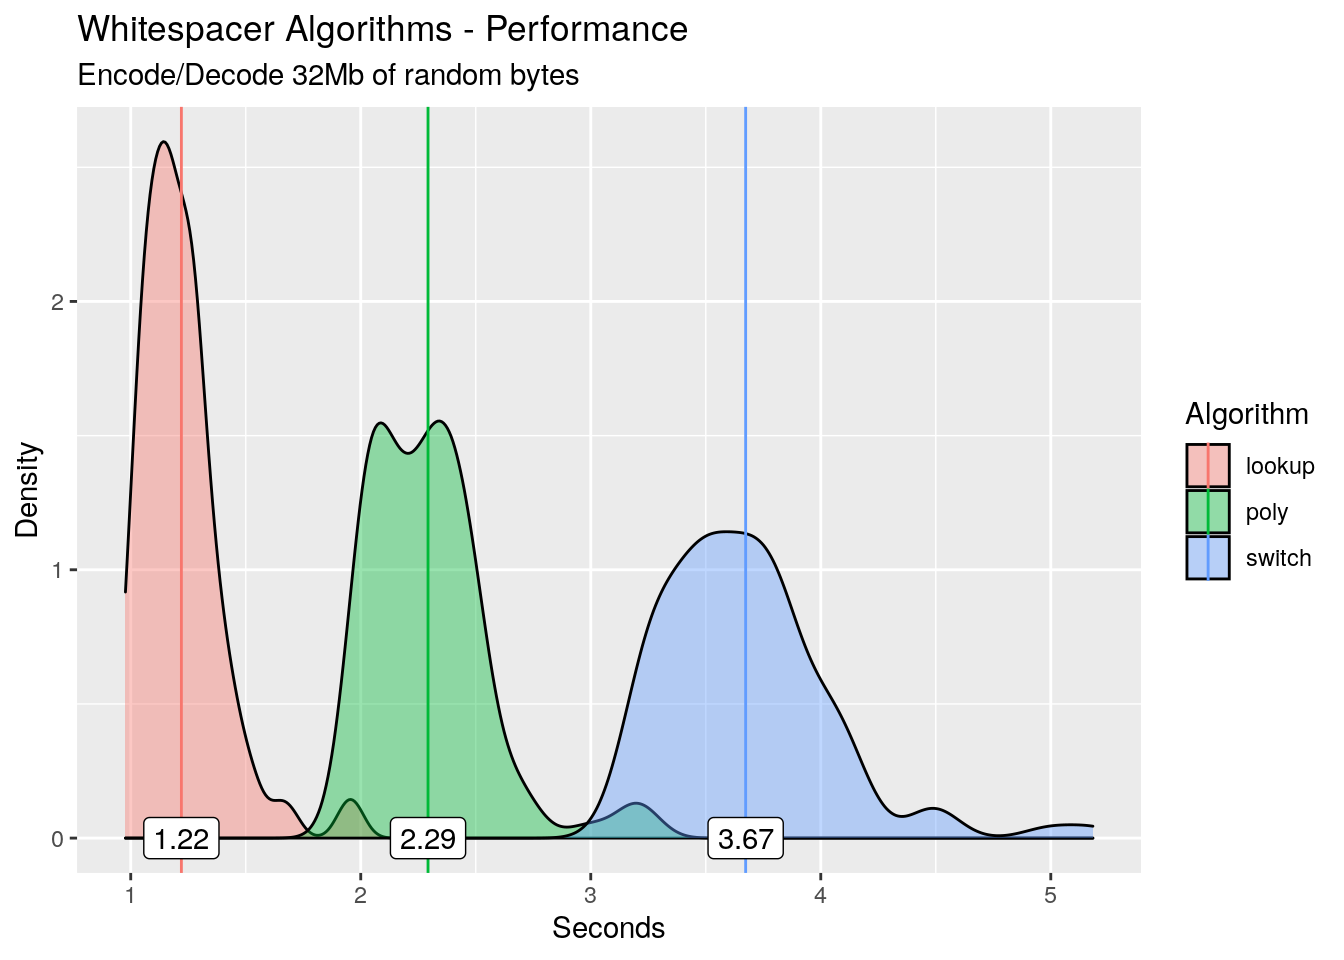 Whitespacer Algorithms - Performance
Encode/Decode 32Mb of random bytes
Density
2
1
0
1.22
2.29
3.67
1
2
3
4
5
Seconds
Algorithm
lookup
poly
switch